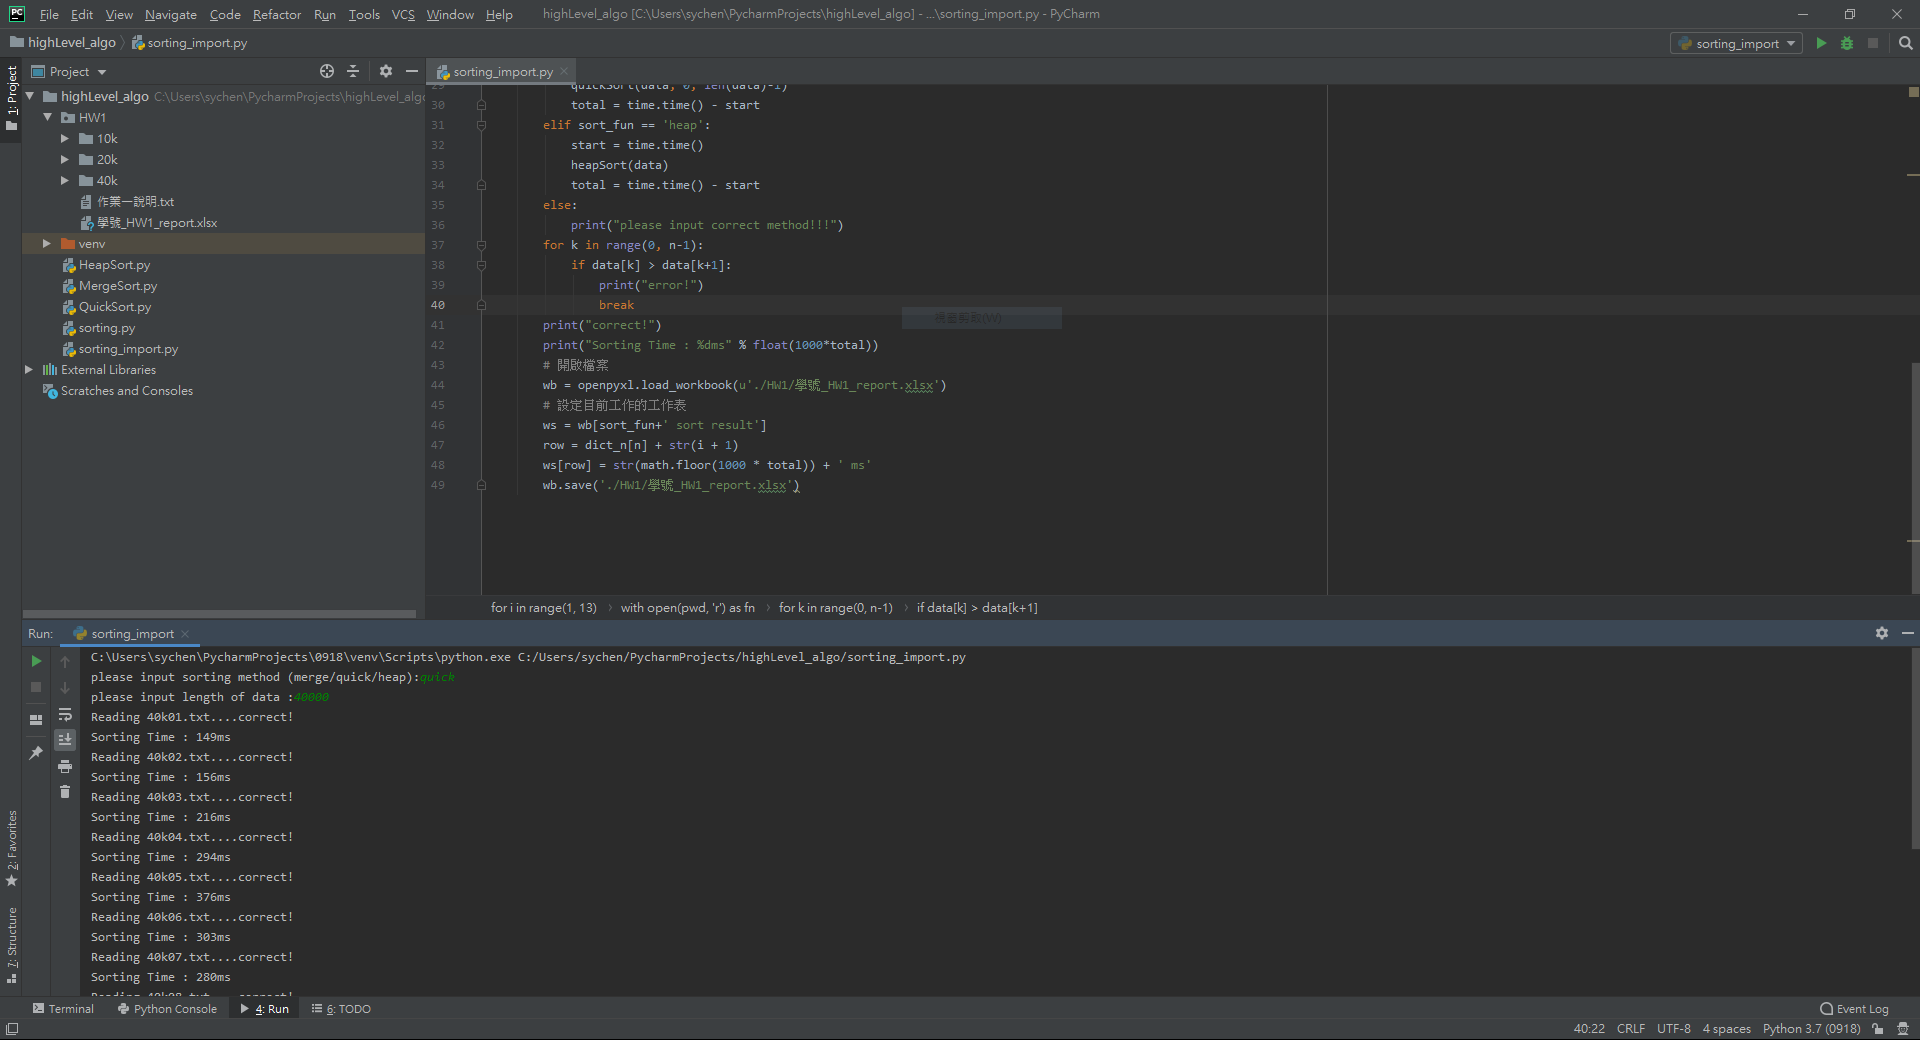 File Edit View Navigate Code Refactor Run Tools VCS Window Help highLevel_algo [C:\Users\sychen\PycharmProjects\highLevel_algo] - ...\sorting_import.py - PyCharm
highLevel_algo sorting_import.py sorting_import
Project sorting_import.py
1: Project
highLevel_algo C:\Users\sychen\PycharmProjects\highLevel_algo
HW1
10k
20k
40k
作業一說明.txt
學號_HW1_report.xlsx
venv
HeapSort.py
MergeSort.py
QuickSort.py
sorting.py
sorting_import.py
External Libraries
Scratches and Consoles
29 quickSort(data, 0, len(data)-1)
30 total = time.time() - start
31 elif sort_fun == 'heap':
32 start = time.time()
33 heapSort(data)
34 total = time.time() - start
35 else:
36 print("please input correct method!!!")
37 for k in range(0, n-1):
38 if data[k] > data[k+1]:
39 print("error!")
40 break
41 print("correct!")
42 print("Sorting Time : %dms" % float(1000*total))
43 # 開啟檔案
44 wb = openpyxl.load_workbook(u'./HW1/學號_HW1_report.xlsx')
45 # 設定目前工作的工作表
46 ws = wb[sort_fun+' sort result']
47 row = dict_n[n] + str(i + 1)
48 ws[row] = str(math.floor(1000 * total)) + ' ms'
49 wb.save('./HW1/學號_HW1_report.xlsx')
for i in range(1, 13) with open(pwd, 'r') as fn for k in range(0, n-1) if data[k] > data[k+1]
Run: sorting_import
C:\Users\sychen\PycharmProjects\0918\venv\Scripts\python.exe C:/Users/sychen/PycharmProjects/highLevel_algo/sorting_import.py
please input sorting method (merge/quick/heap):quick
please input length of data :40000
Reading 40k01.txt....correct!
Sorting Time : 149ms
Reading 40k02.txt....correct!
Sorting Time : 156ms
Reading 40k03.txt....correct!
Sorting Time : 216ms
Reading 40k04.txt....correct!
Sorting Time : 294ms
Reading 40k05.txt....correct!
Sorting Time : 376ms
Reading 40k06.txt....correct!
Sorting Time : 303ms
Reading 40k07.txt....correct!
Sorting Time : 280ms
Reading 40k08.txt....correct!
2: Favorites
7: Structure
Terminal Python Console 4: Run 6: TODO Event Log
40:22 CRLF UTF-8 4 spaces Python 3.7 (0918)